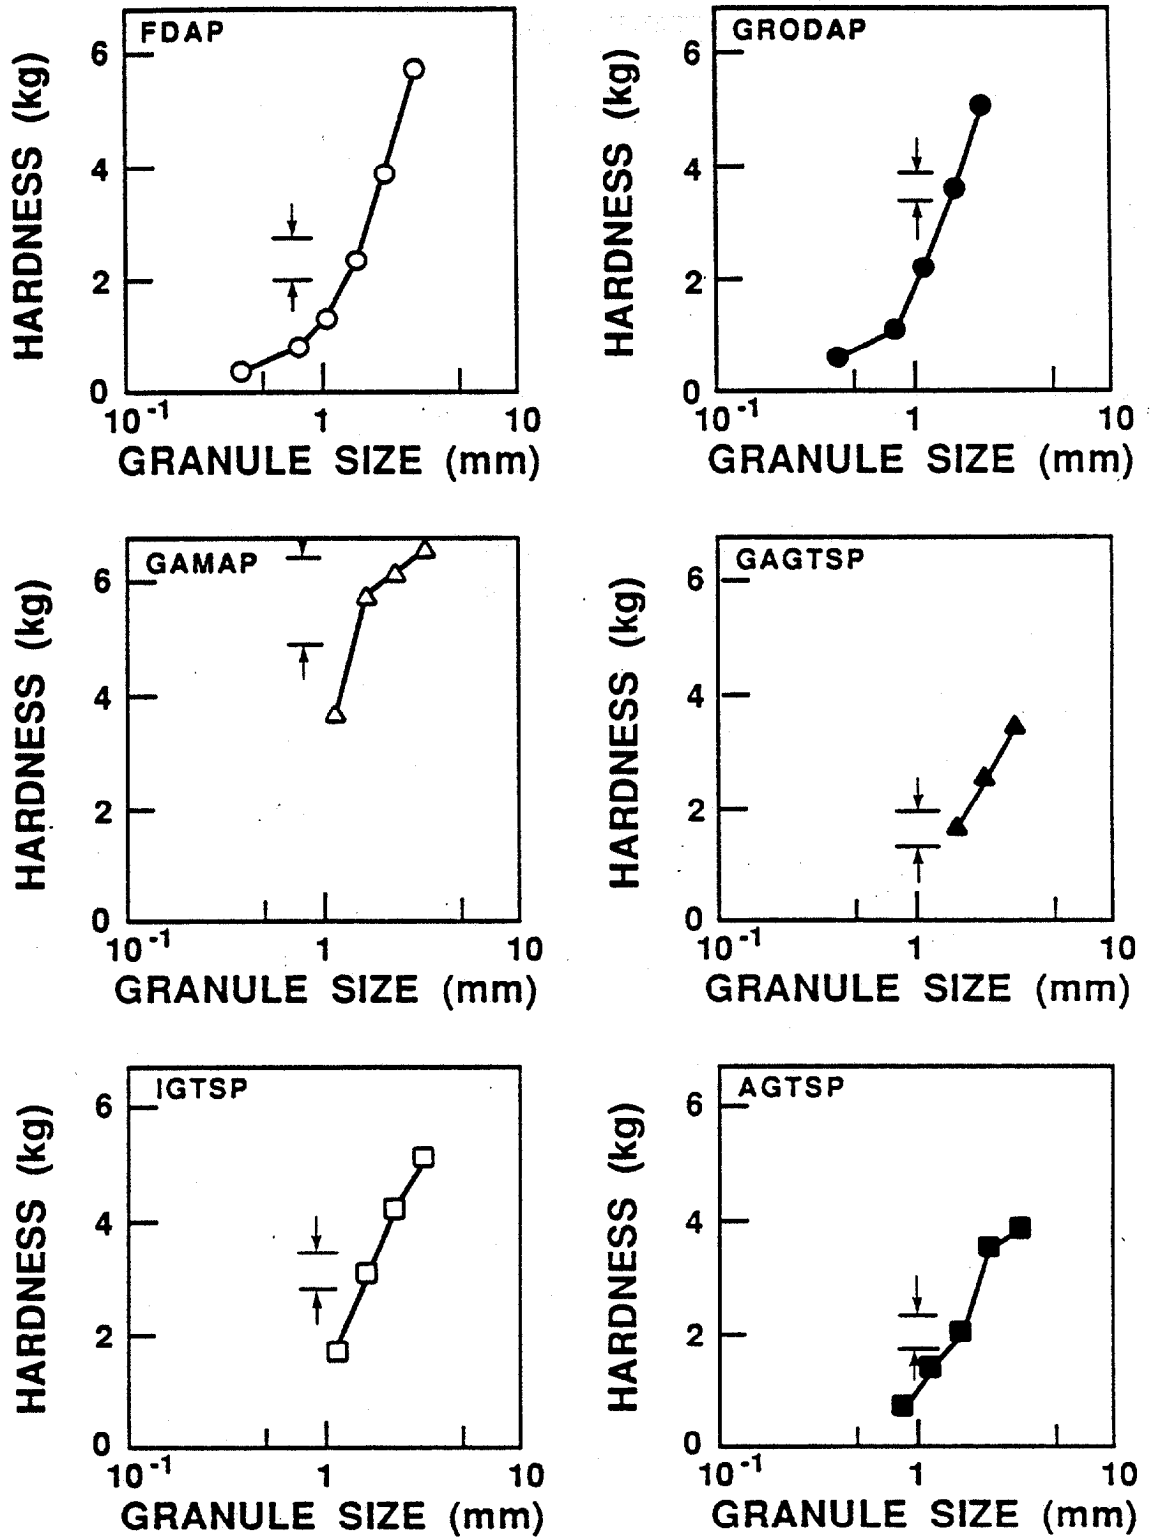 FDAP
HARDNESS (kg)
6
4
2
0
10-1 1 10
GRANULE SIZE (mm)
GRODAP
HARDNESS (kg)
6
4
2
0
10-1 1 10
GRANULE SIZE (mm)
GAMAP
HARDNESS (kg)
6
4
2
0
10-1 1 10
GRANULE SIZE (mm)
GAGTSP
HARDNESS (kg)
6
4
2
0
10-1 1 10
GRANULE SIZE (mm)
IGTSP
HARDNESS (kg)
6
4
2
0
10-1 1 10
GRANULE SIZE (mm)
AGTSP
HARDNESS (kg)
6
4
2
0
10-1 1 10
GRANULE SIZE (mm)